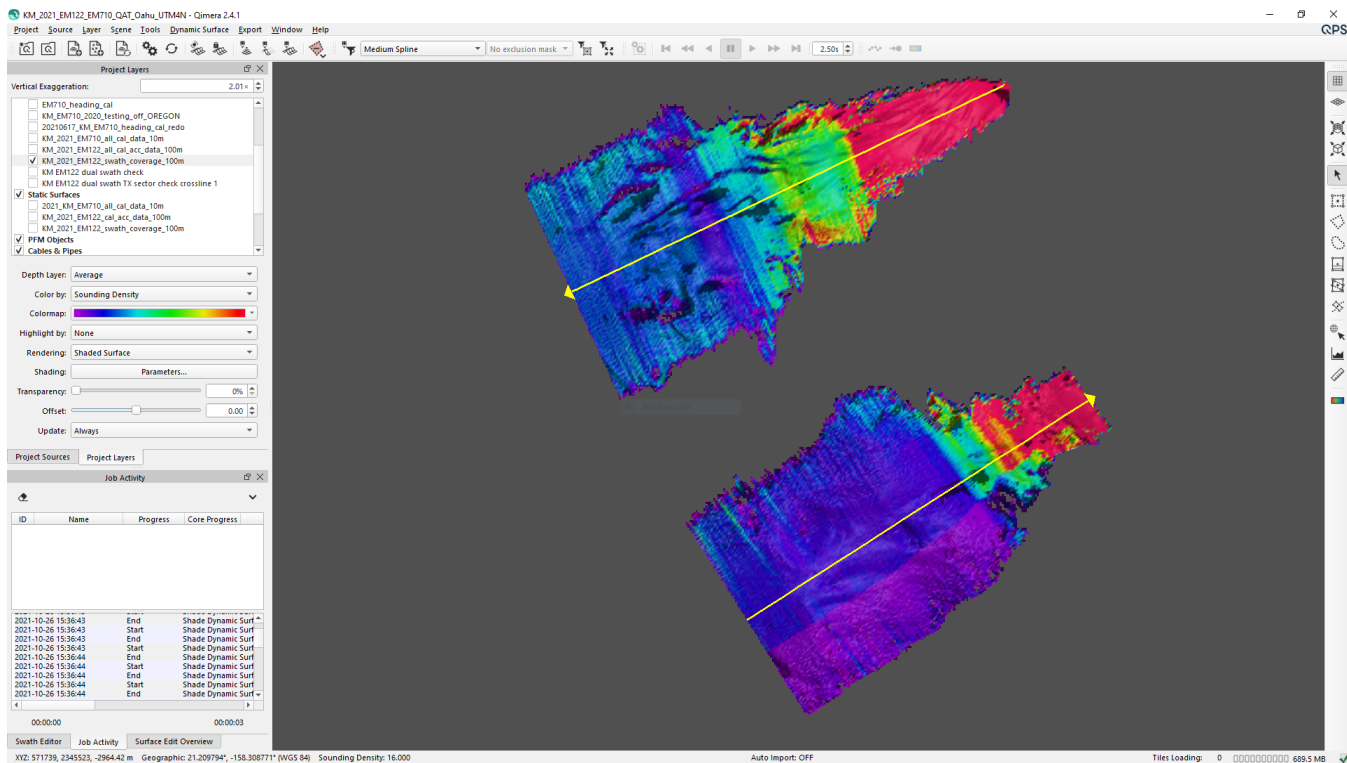 KM_2021_EM122_EM710_QAT_Oahu_UTM4N - Qimera 2.4.1
Project Source Layer Scene Tools Dynamic Surface Export Window Help
QPS
Medium Spline
No exclusion mask
2.50s
Project Layers
Vertical Exaggeration: 2.01×
EM710_heading_cal
KM_EM710_2020_testing_off_OREGON
20210617_KM_EM710_heading_cal_redo
KM_2021_EM710_all_cal_data_10m
KM_2021_EM122_all_cal_acc_data_100m
KM_2021_EM122_swath_coverage_100m
KM EM122 dual swath check
KM EM122 dual swath TX sector check crossline 1
Static Surfaces
2021_KM_EM710_all_cal_data_10m
KM_2021_EM122_cal_acc_data_100m
KM_2021_EM122_swath_coverage_100m
PFM Objects
Cables & Pipes
Depth Layer: Average
Color by: Sounding Density
Colormap:
Highlight by: None
Rendering: Shaded Surface
Shading: Parameters...
Transparency: 0%
Offset: 0.00
Update: Always
Project Sources Project Layers
Job Activity
ID Name Progress Core Progress
2021-10-26 15:36:43 End Shade Dynamic Surf
2021-10-26 15:36:43 Start Shade Dynamic Surf
2021-10-26 15:36:43 End Shade Dynamic Surf
2021-10-26 15:36:43 Start Shade Dynamic Surf
2021-10-26 15:36:44 End Shade Dynamic Surf
2021-10-26 15:36:44 Start Shade Dynamic Surf
2021-10-26 15:36:44 End Shade Dynamic Surf
2021-10-26 15:36:44 Start Shade Dynamic Surf
2021-10-26 15:36:44 End Shade Dynamic Surf
00:00:00 00:00:03
Swath Editor Job Activity Surface Edit Overview
XYZ: 571739, 2345523, -2964.42 m Geographic: 21.209794°, -158.308771° (WGS 84) Sounding Density: 16.000 Auto Import: OFF Tiles Loading: 0 689.5 MB